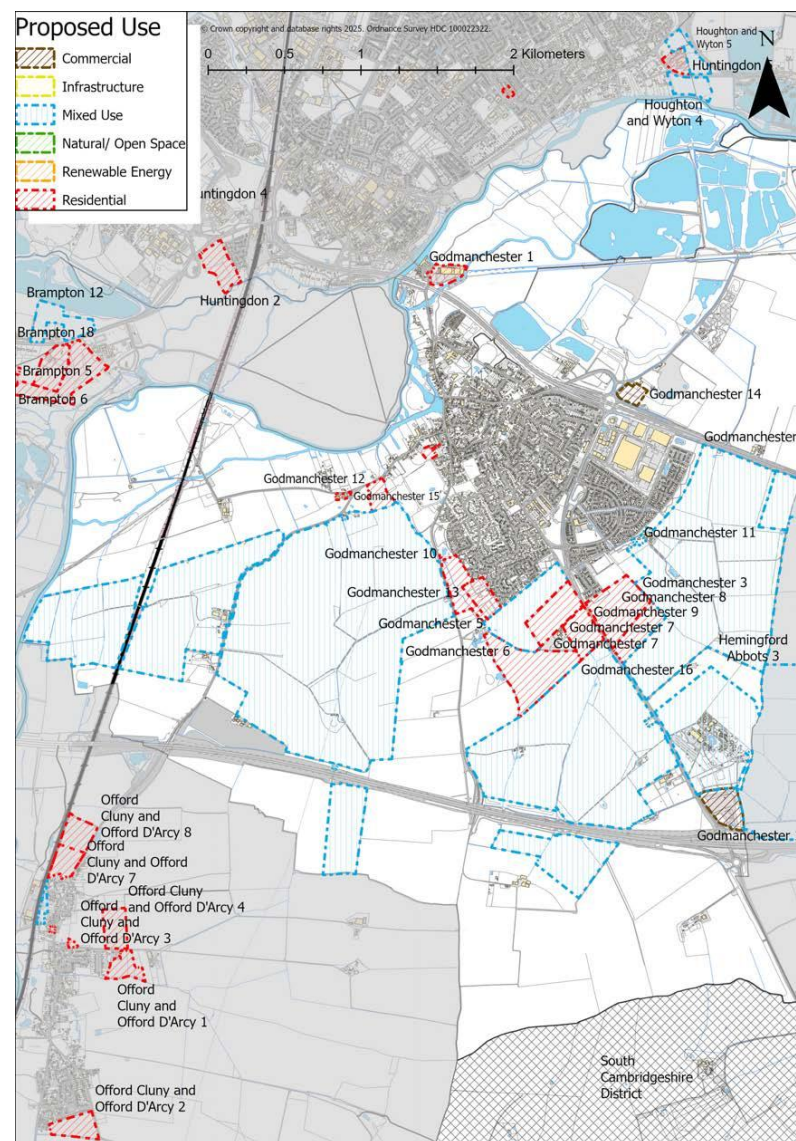 Proposed Use
Commercial
Infrastructure
Mixed Use
Natural/ Open Space
Renewable Energy
Residential
© Crown copyright and database rights 2025. Ordnance Survey HDC 100022322.
0 0.5 1 2 Kilometers
N
Houghton and
Wyton 5
Huntingdon
Houghton
and Wyton 4
untingdon 4
Godmanchester 1
Huntingdon 2
Brampton 12
Brampton 18
Brampton 5
Brampton 6
Godmanchester 14
Godmanchester
Godmanchester 12
Godmanchester 15
Godmanchester 11
Godmanchester 10
Godmanchester 3
Godmanchester 13
Godmanchester 8
Godmanchester 9
Godmanchester 5
Godmanchester 7
Godmanchester 7
Godmanchester 6
Hemingford
Abbots 3
Godmanchester 16
Godmanchester
Offord
Cluny and
Offord D'Arcy 8
Offord
Cluny and Offord
D'Arcy 7
Offord Cluny
and Offord D'Arcy 4
Offord
Cluny and
Offord D'Arcy 3
Offord
Cluny and
Offord D'Arcy 1
Offord Cluny and
Offord D'Arcy 2
South
Cambridgeshire
District